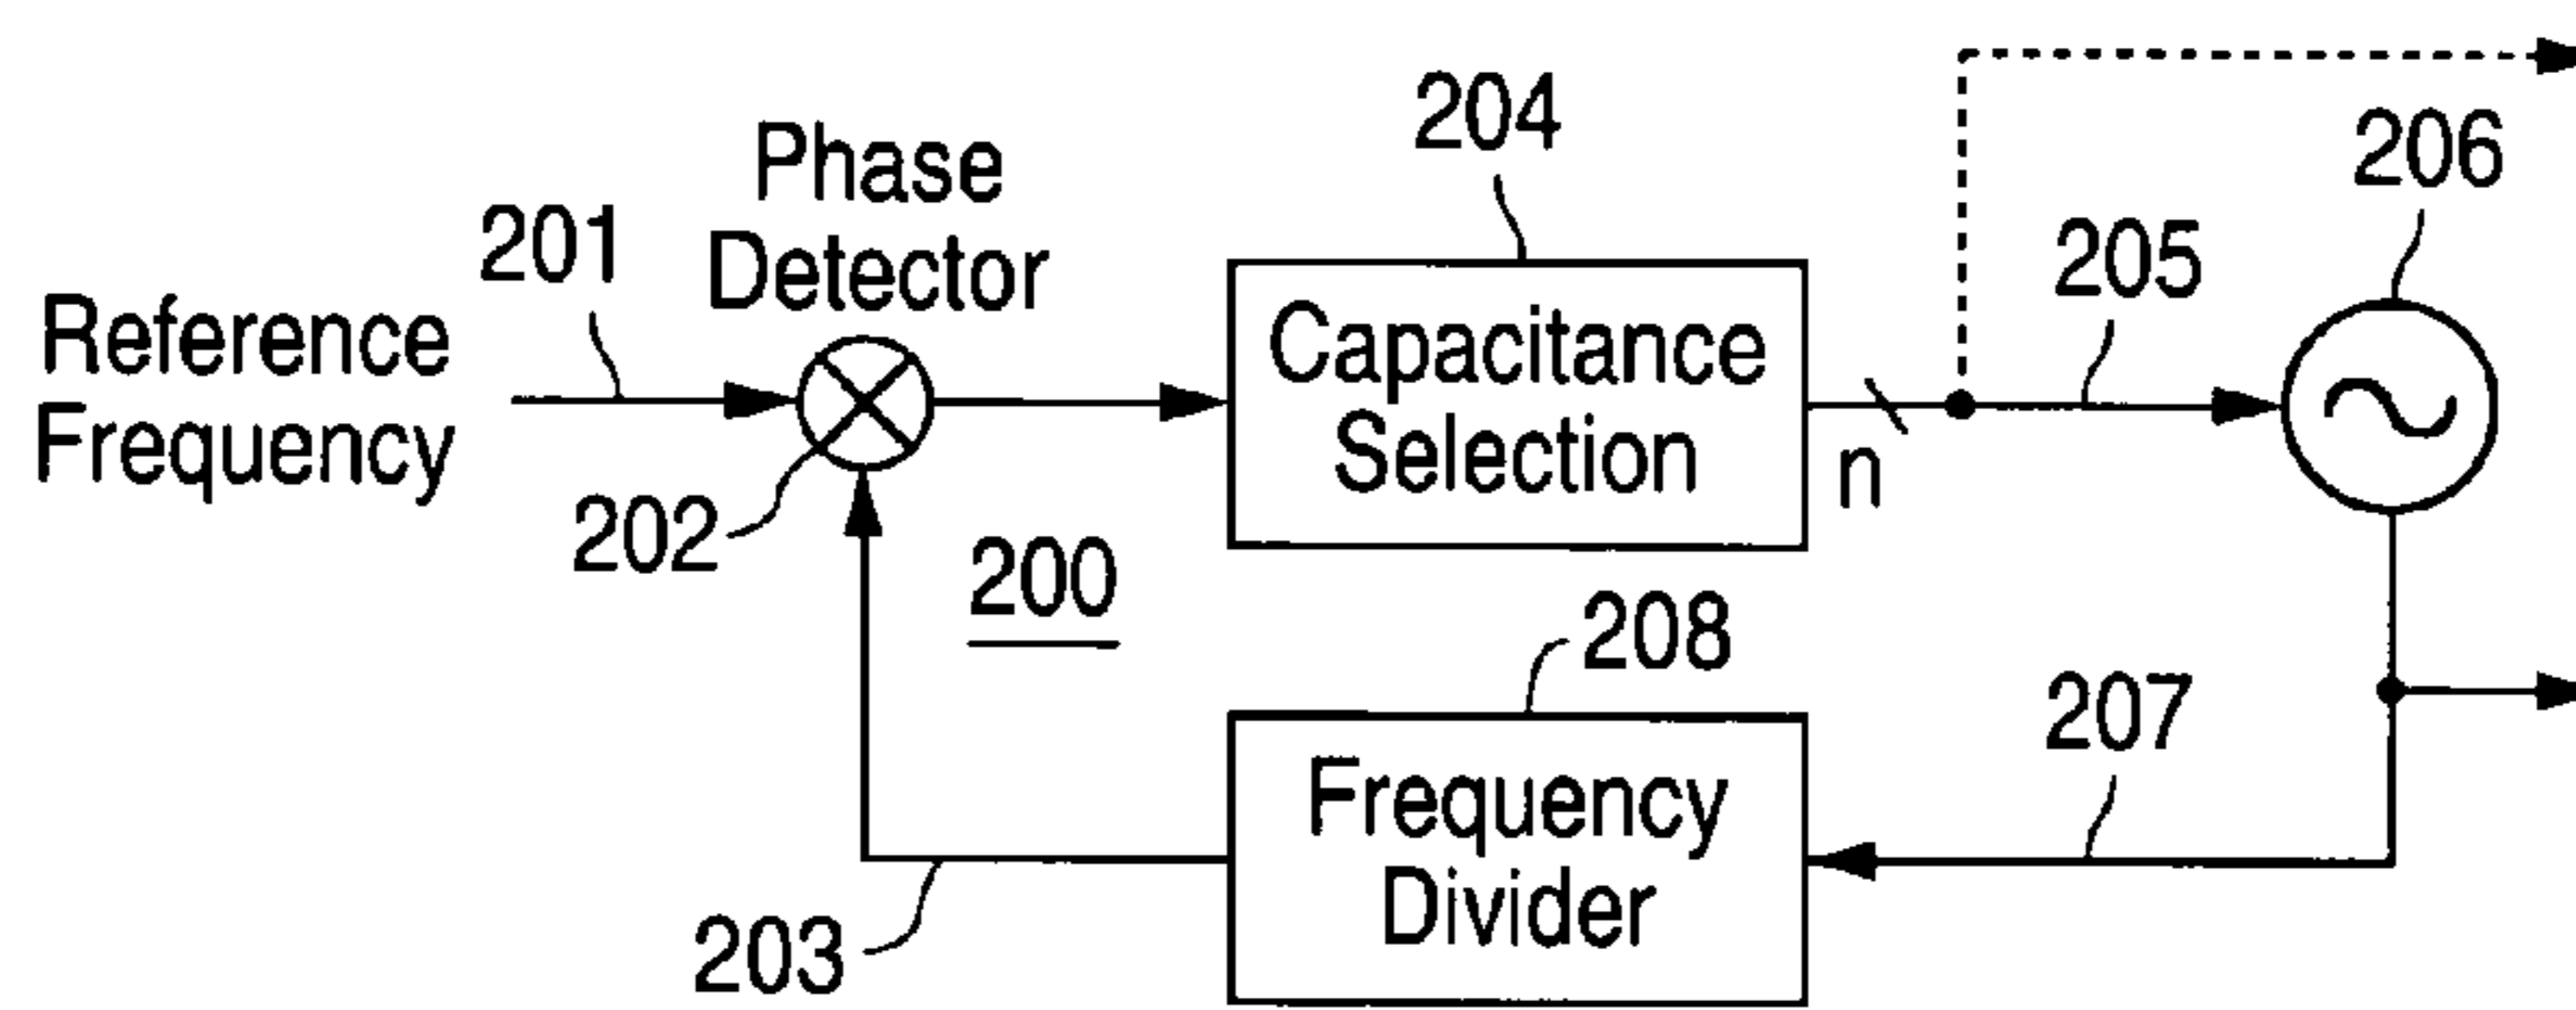 204
206
Phase
Detector
201
205
Reference
Frequency
Capacitance
Selection
n
202
200
208
207
Frequency
Divider
203